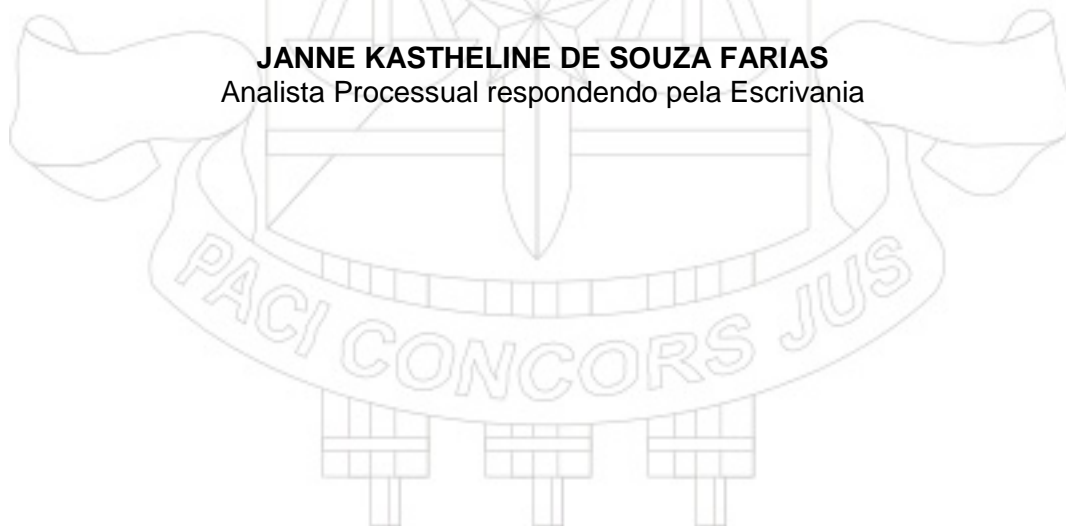 JANNE KASTHELINE DE SOUZA FARIAS
Analista Processual respondendo pela Escrivania
PACI CONCORS JUS